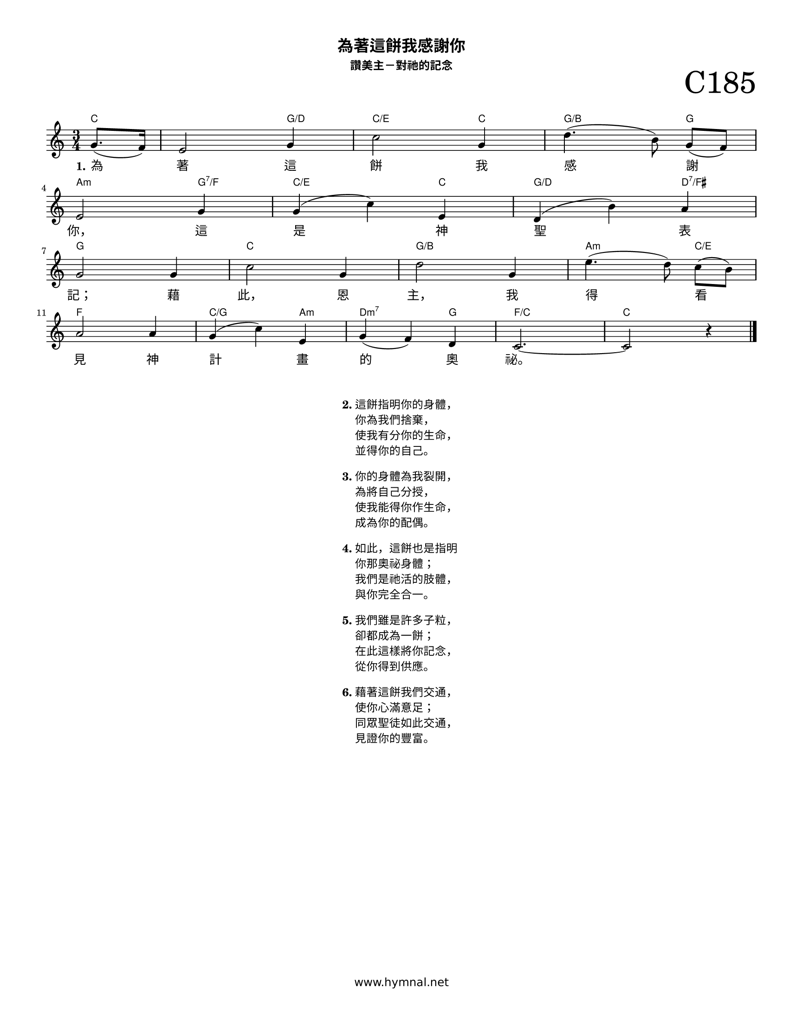 為著這餅我感謝你
讚美主－對祂的記念
C185
C G/D C/E C G/B G
1. 為 著 這 餅 我 感 謝
4 Am G7/F C/E C G/D D7/F♯
你， 這 是 神 聖 表
7 G C G/B Am C/E
記； 藉 此， 恩 主， 我 得 看
11 F C/G Am Dm7 G F/C C
見 神 計 畫 的 奧 祕。
2. 這餅指明你的身體，
你為我們捨棄，
使我有分你的生命，
並得你的自己。
3. 你的身體為我裂開，
為將自己分授，
使我能得你作生命，
成為你的配偶。
4. 如此，這餅也是指明
你那奧祕身體；
我們是祂活的肢體，
與你完全合一。
5. 我們雖是許多子粒，
卻都成為一餅；
在此這樣將你記念，
從你得到供應。
6. 藉著這餅我們交通，
使你心滿意足；
同眾聖徒如此交通，
見證你的豐富。
www.hymnal.net